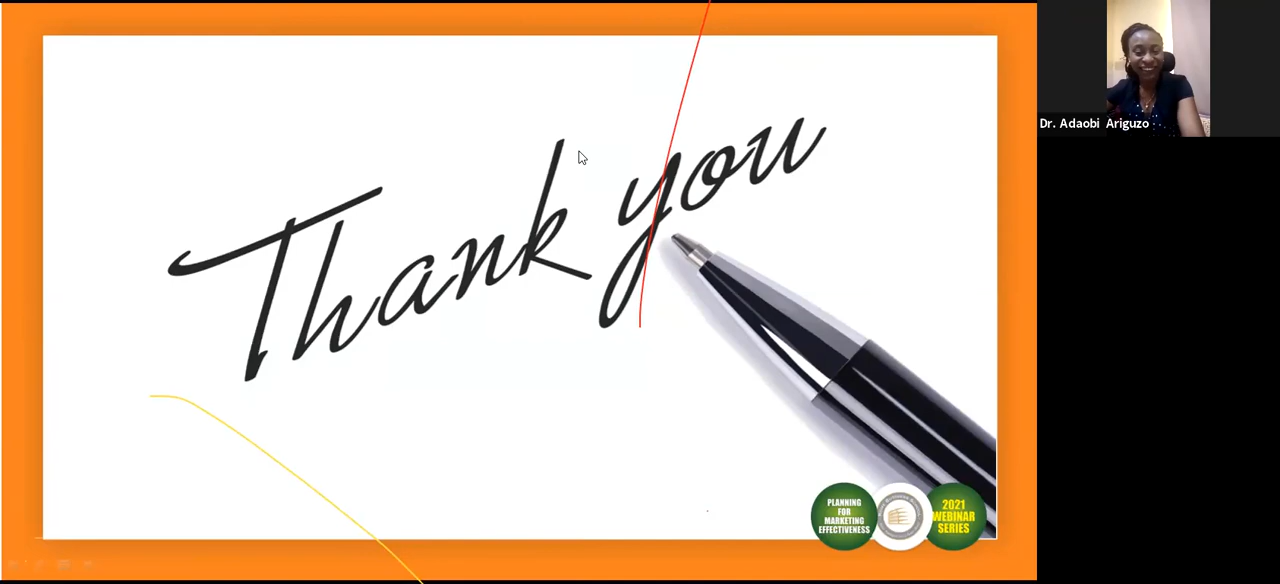 Thank you
Dr. Adaobi Ariguzo
PLANNING
FOR
MARKETING
EFFECTIVENESS
2021
WEBINAR
SERIES